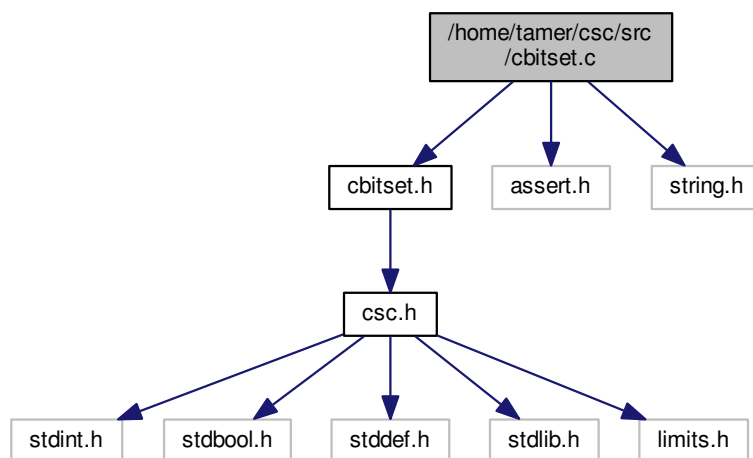 /home/tamer/csc/src
/cbitset.c
cbitset.h
assert.h
string.h
csc.h
stdint.h
stdbool.h
stddef.h
stdlib.h
limits.h